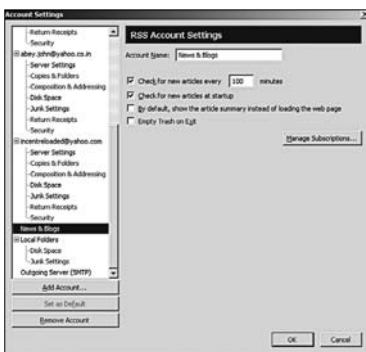 Account Settings
Return Receipts
Security
abey.john@yahoo.co.in
Server Settings
Copies & Folders
Composition & Addressing
Disk Space
Junk Settings
Return Receipts
Security
incentreloaded@yahoo.com
Server Settings
Copies & Folders
Composition & Addressing
Disk Space
Junk Settings
Return Receipts
Security
News & Blogs
Local Folders
Disk Space
Junk Settings
Outgoing Server (SMTP)
Add Account...
Set as Default
Remove Account
RSS Account Settings
Account Name: News & Blogs
Check for new articles every 100 minutes
Check for new articles at startup
By default, show the article summary instead of loading the web page
Empty Trash on Exit
Manage Subscriptions...
OK Cancel